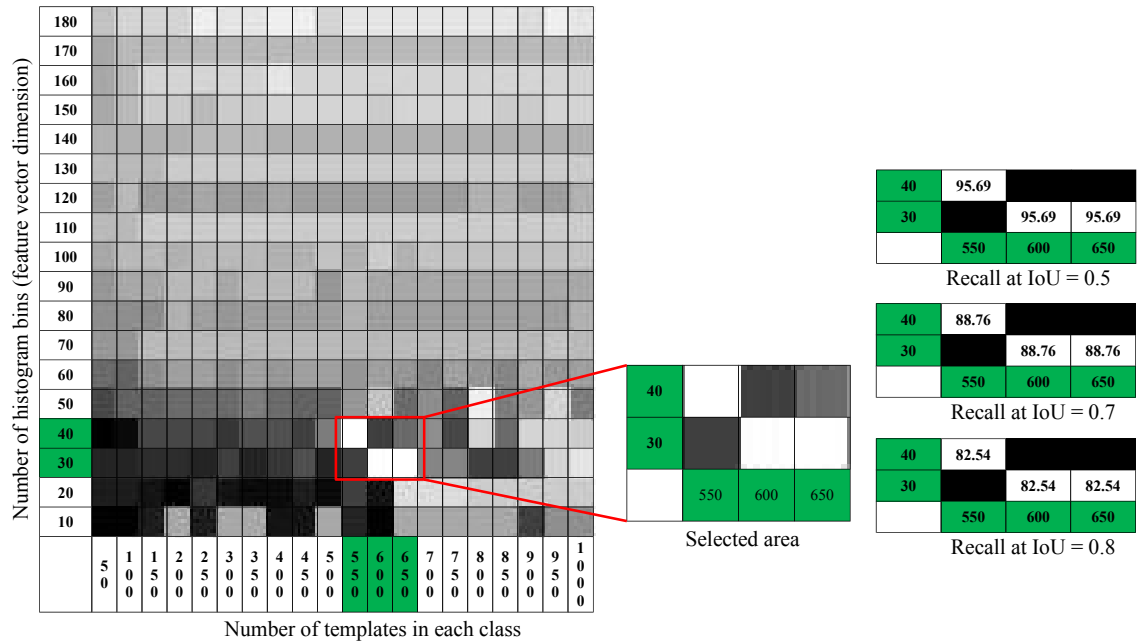 Number of histogram bins (feature vector dimension)
180
170
160
150
140
130
120
110
100
90
80
70
60
50
40
30
20
10
50 100 150 200 250 300 350 400 450 500 550 600 650 700 750 800 850 900 950 1000
Number of templates in each class
40
30
550 600 650
Selected area
40 95.69
30 95.69 95.69
550 600 650
Recall at IoU = 0.5
40 88.76
30 88.76 88.76
550 600 650
Recall at IoU = 0.7
40 82.54
30 82.54 82.54
550 600 650
Recall at IoU = 0.8